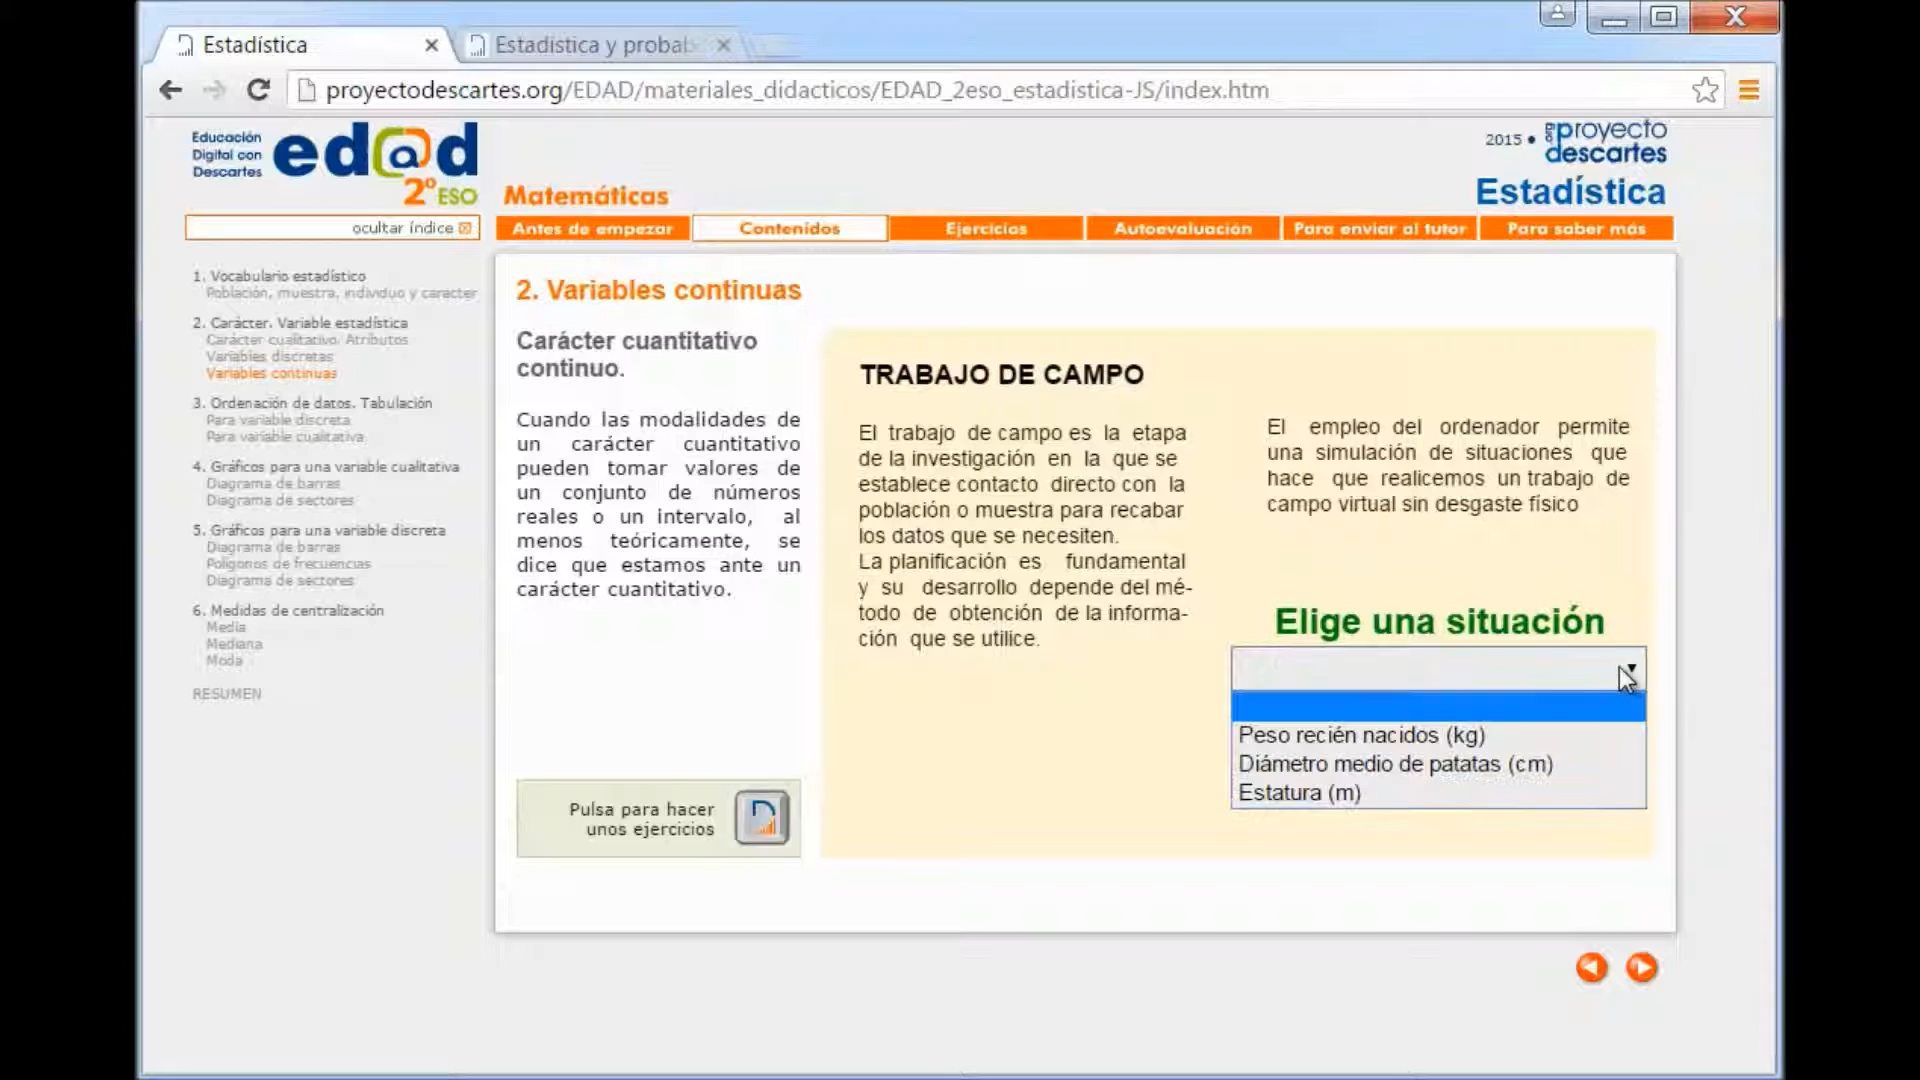 Estadística
Estadística y probab
proyectodescartes.org/EDAD/materiales_didacticos/EDAD_2eso_estadistica-JS/index.htm
Educación
Digital con
Descartes
ed@d
2º ESO
Matemáticas
2015 •
proyecto
descartes
.org
Estadística
ocultar índice
Antes de empezar
Contenidos
Ejercicios
Autoevaluación
Para enviar al tutor
Para saber más
1. Vocabulario estadístico
Población, muestra, individuo y carácter
2. Carácter. Variable estadística
Carácter cualitativo. Atributos
Variables discretas
Variables continuas
3. Ordenación de datos. Tabulación
Para variable discreta
Para variable cualitativa
4. Gráficos para una variable cualitativa
Diagrama de barras
Diagrama de sectores
5. Gráficos para una variable discreta
Diagrama de barras
Polígonos de frecuencias
Diagrama de sectores
6. Medidas de centralización
Media
Mediana
Moda
RESUMEN
2. Variables continuas
Carácter cuantitativo
continuo.
Cuando las modalidades de
un carácter cuantitativo
pueden tomar valores de
un conjunto de números
reales o un intervalo, al
menos teóricamente, se
dice que estamos ante un
carácter cuantitativo.
Pulsa para hacer
unos ejercicios
TRABAJO DE CAMPO
El trabajo de campo es la etapa
de la investigación en la que se
establece contacto directo con la
población o muestra para recabar
los datos que se necesiten.
La planificación es fundamental
y su desarrollo depende del mé-
todo de obtención de la informa-
ción que se utilice.
El empleo del ordenador permite
una simulación de situaciones que
hace que realicemos un trabajo de
campo virtual sin desgaste físico
Elige una situación
Peso recién nacidos (kg)
Diámetro medio de patatas (cm)
Estatura (m)